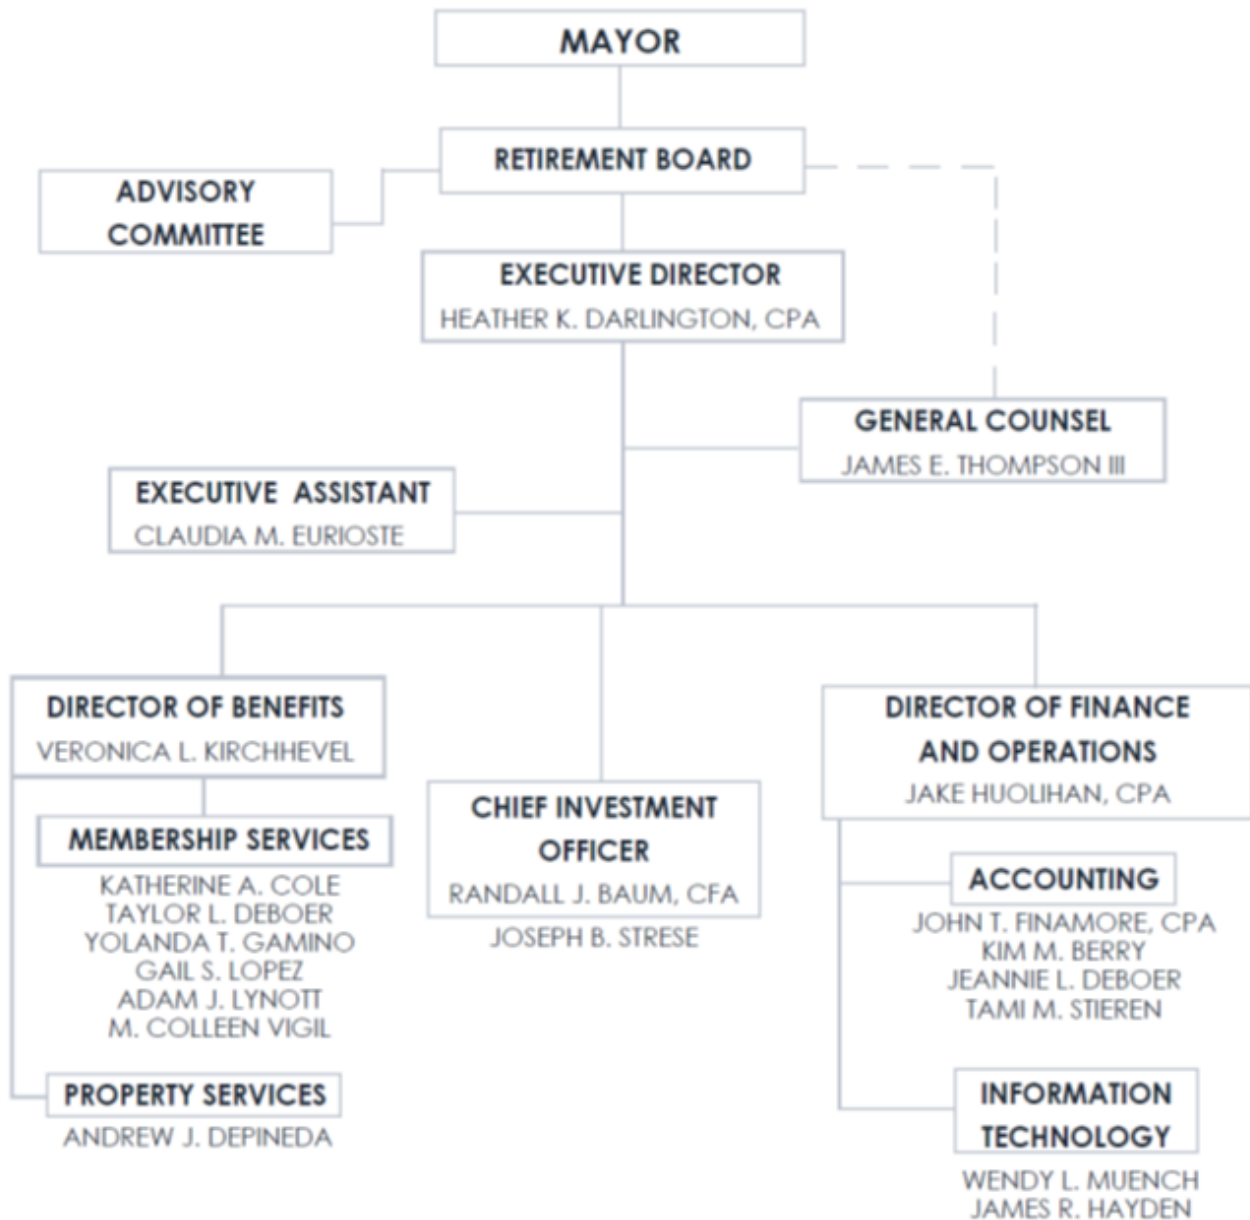 MAYOR
RETIREMENT BOARD
ADVISORY
COMMITTEE
EXECUTIVE DIRECTOR
HEATHER K. DARLINGTON, CPA
GENERAL COUNSEL
JAMES E. THOMPSON III
EXECUTIVE ASSISTANT
CLAUDIA M. EURIOSTE
DIRECTOR OF BENEFITS
VERONICA L. KIRCHHEVEL
MEMBERSHIP SERVICES
KATHERINE A. COLE
TAYLOR L. DEBOER
YOLANDA T. GAMINO
GAIL S. LOPEZ
ADAM J. LYNOTT
M. COLLEEN VIGIL
PROPERTY SERVICES
ANDREW J. DEPINEDA
CHIEF INVESTMENT
OFFICER
RANDALL J. BAUM, CFA
JOSEPH B. STRESE
DIRECTOR OF FINANCE
AND OPERATIONS
JAKE HUOLIHAN, CPA
ACCOUNTING
JOHN T. FINAMORE, CPA
KIM M. BERRY
JEANNIE L. DEBOER
TAMI M. STIEREN
INFORMATION
TECHNOLOGY
WENDY L. MUENCH
JAMES R. HAYDEN